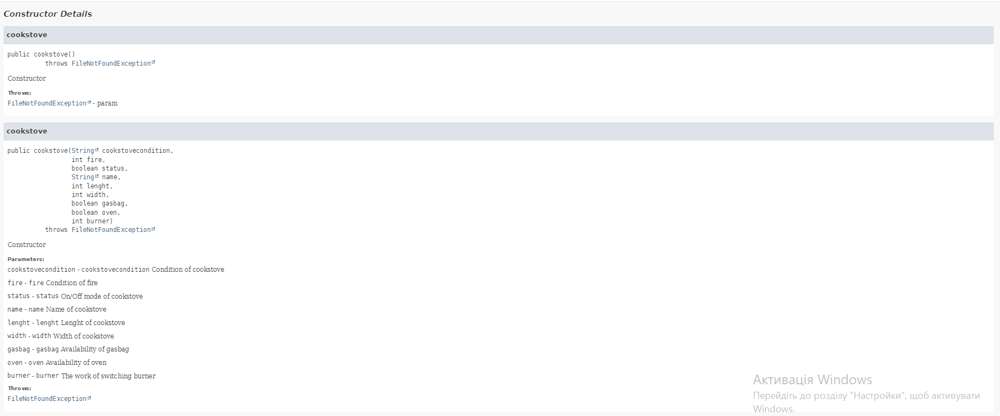 Constructor Details
cookstove
public cookstove()
throws FileNotFoundException
Constructor
Throws:
FileNotFoundException - param
cookstove
public cookstove(String cookstovecondition,
int fire,
boolean status,
String name,
int lenght,
int width,
boolean gasbag,
boolean oven,
int burner)
throws FileNotFoundException
Constructor
Parameters:
cookstovecondition - cookstovecondition Condition of cookstove
fire - fire Condition of fire
status - status On/Off mode of cookstove
name - name Name of cookstove
lenght - lenght Lenght of cookstove
width - width Width of cookstove
gasbag - gasbag Availability of gasbag
oven - oven Availability of oven
burner - burner The work of switching burner
Throws:
FileNotFoundException
Активація Windows
Перейдіть до розділу "Настройки", щоб активувати
Windows.